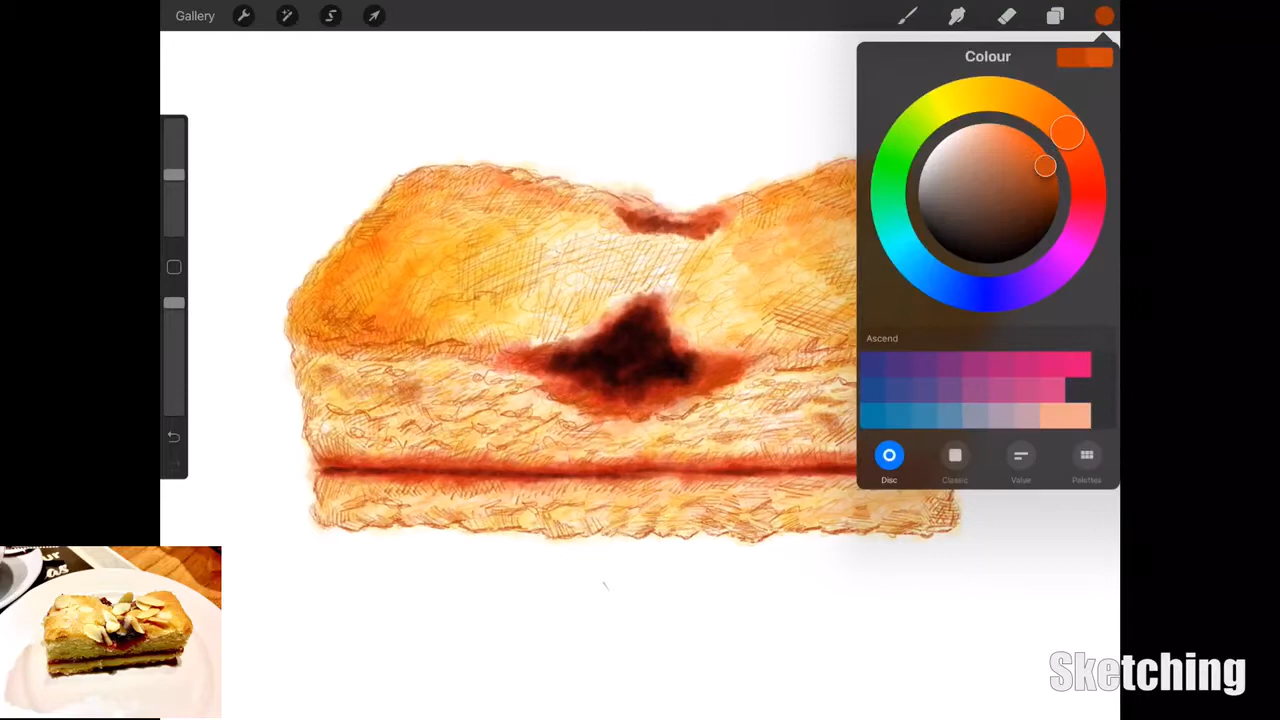 Gallery
Colour
Ascend
Disc
Classic
Value
Palettes
Sketching